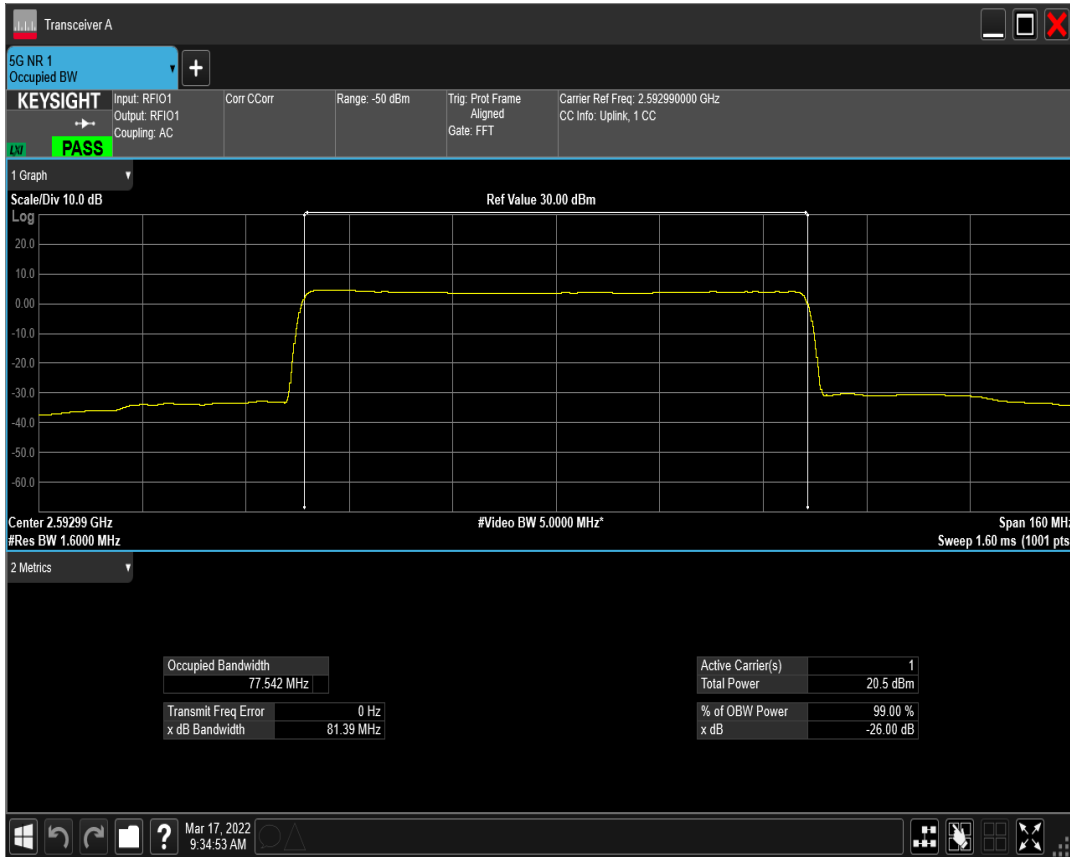 Transceiver A
5G NR 1
Occupied BW
+
KEYSIGHT
Input: RFIO1
Output: RFIO1
Coupling: AC
Corr CCorr
Range: -50 dBm
Trig: Prot Frame
Aligned
Gate: FFT
Carrier Ref Freq: 2.592990000 GHz
CC Info: Uplink, 1 CC
LXI
PASS
1 Graph
Scale/Div 10.0 dB
Ref Value 30.00 dBm
Log
20.0
10.0
0.00
-10.0
-20.0
-30.0
-40.0
-50.0
-60.0
Center 2.59299 GHz
#Video BW 5.0000 MHz*
Span 160 MHz
#Res BW 1.6000 MHz
Sweep 1.60 ms (1001 pts
2 Metrics
Occupied Bandwidth
77.542 MHz
Transmit Freq Error 0 Hz
x dB Bandwidth 81.39 MHz
Active Carrier(s) 1
Total Power 20.5 dBm
% of OBW Power 99.00 %
x dB -26.00 dB
?
Mar 17, 2022
9:34:53 AM